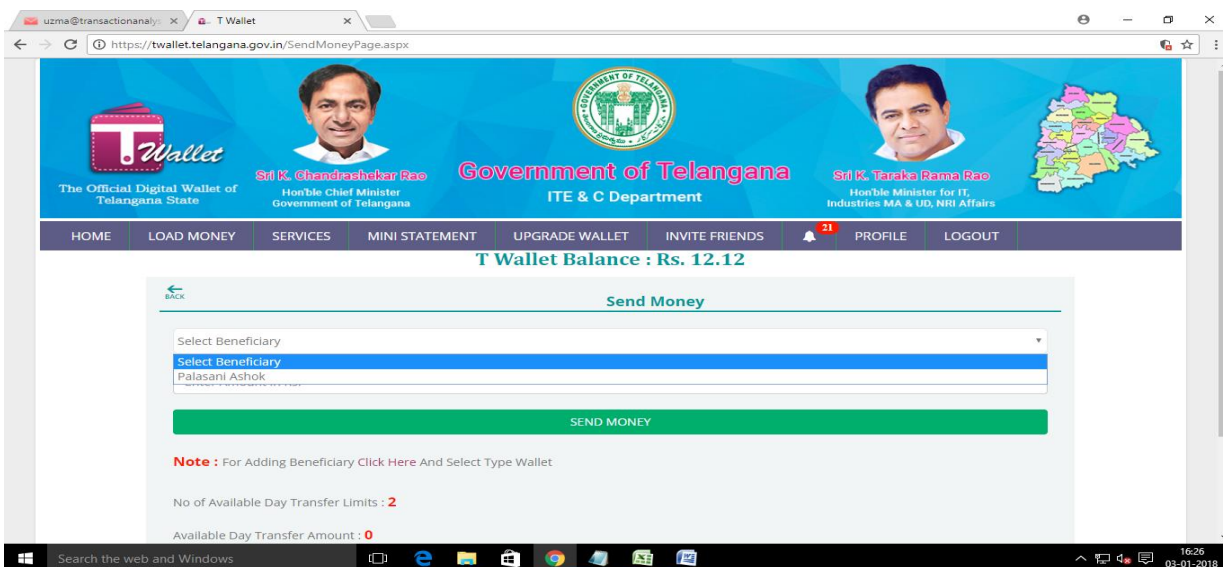 uzma@transactionanalys
T Wallet
https://twallet.telangana.gov.in/SendMoneyPage.aspx
T Wallet
The Official Digital Wallet of
Telangana State
Sri K. Chandrashekar Rao
Hon'ble Chief Minister
Government of Telangana
GOVERNMENT OF TELANGANA
Government of Telangana
ITE & C Department
Sri K. Taraka Rama Rao
Hon'ble Minister for IT,
Industries MA & UD, NRI Affairs
HOME LOAD MONEY SERVICES MINI STATEMENT UPGRADE WALLET INVITE FRIENDS 21 PROFILE LOGOUT
T Wallet Balance : Rs. 12.12
BACK
Send Money
Select Beneficiary
Select Beneficiary
Palasani Ashok
SEND MONEY
Note : For Adding Beneficiary Click Here And Select Type Wallet
No of Available Day Transfer Limits : 2
Available Day Transfer Amount : 0
Search the web and Windows
16:26
03-01-2018